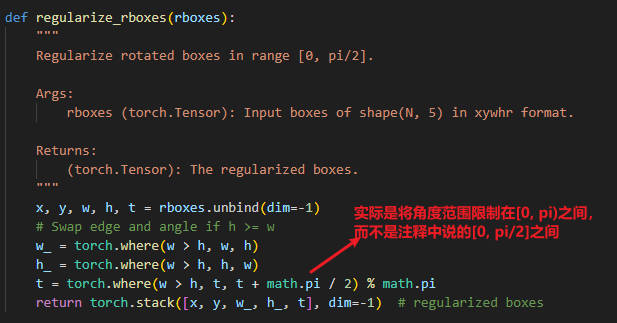 def regularize_rboxes(rboxes):
"""
Regularize rotated boxes in range [0, pi/2].
Args:
rboxes (torch.Tensor): Input boxes of shape(N, 5) in xywhr format.
Returns:
(torch.Tensor): The regularized boxes.
"""
x, y, w, h, t = rboxes.unbind(dim=-1)
# Swap edge and angle if h >= w
w_ = torch.where(w > h, w, h)
h_ = torch.where(w > h, h, w)
t = torch.where(w > h, t, t + math.pi / 2) % math.pi
return torch.stack([x, y, w_, h_, t], dim=-1)  # regularized boxes
实际是将角度范围限制在[0, pi)之间，
而不是注释中说的[0, pi/2]之间